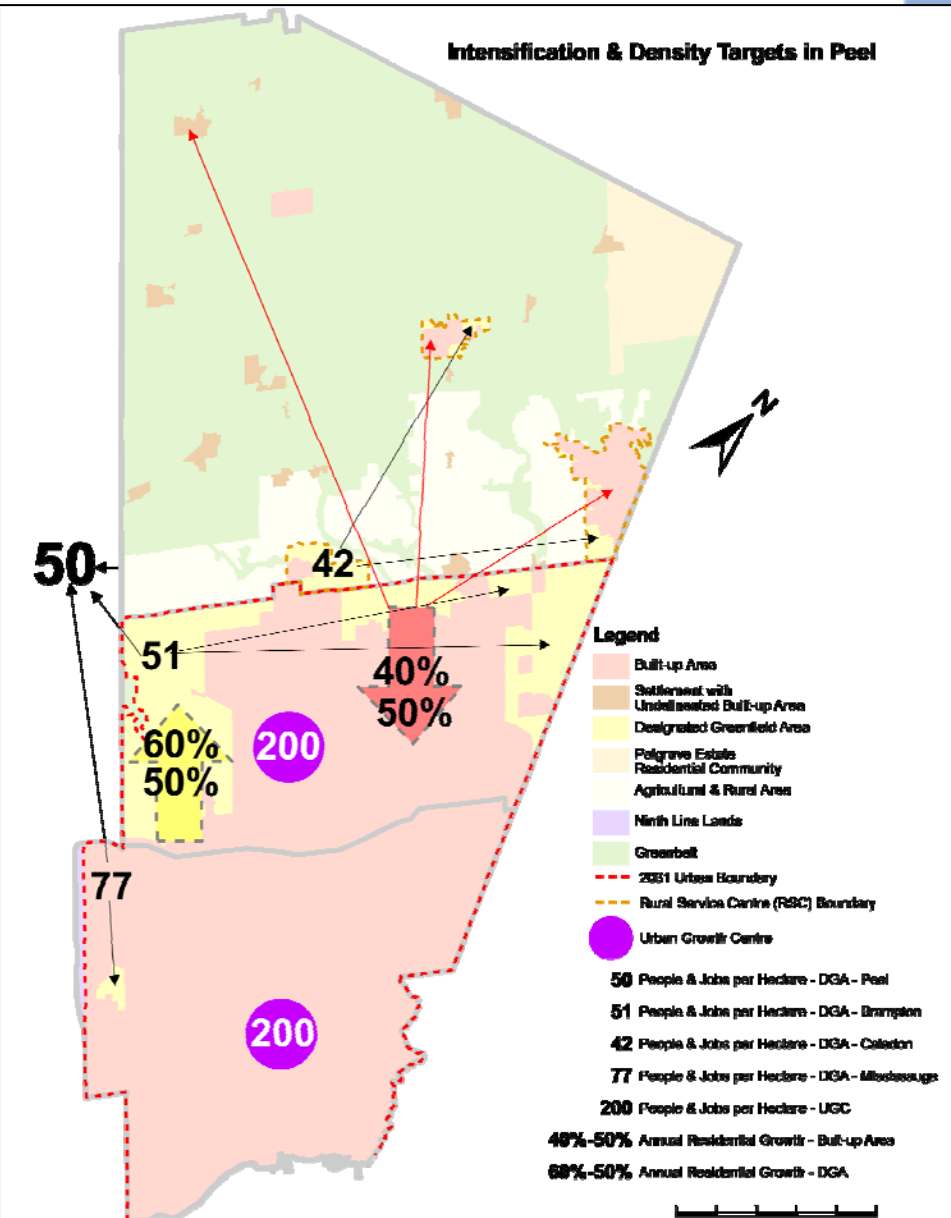 Intensification & Density Targets in Peel
N
50
42
51
40%
50%
60%
50%
200
77
200
Legend
Built-up Area
Settlement with
Undelineated Built-up Area
Designated Greenfield Area
Palgrave Estate
Residential Community
Agricultural & Rural Area
Ninth Line Lands
Greenbelt
2031 Urban Boundary
Rural Service Centre (RSC) Boundary
Urban Growth Centre
50 People & Jobs per Hectare - DGA - Peel
51 People & Jobs per Hectare - DGA - Brampton
42 People & Jobs per Hectare - DGA - Caledon
77 People & Jobs per Hectare - DGA - Mississauga
200 People & Jobs per Hectare - UGC
40%-50% Annual Residential Growth - Built-up Area
60%-50% Annual Residential Growth - DGA